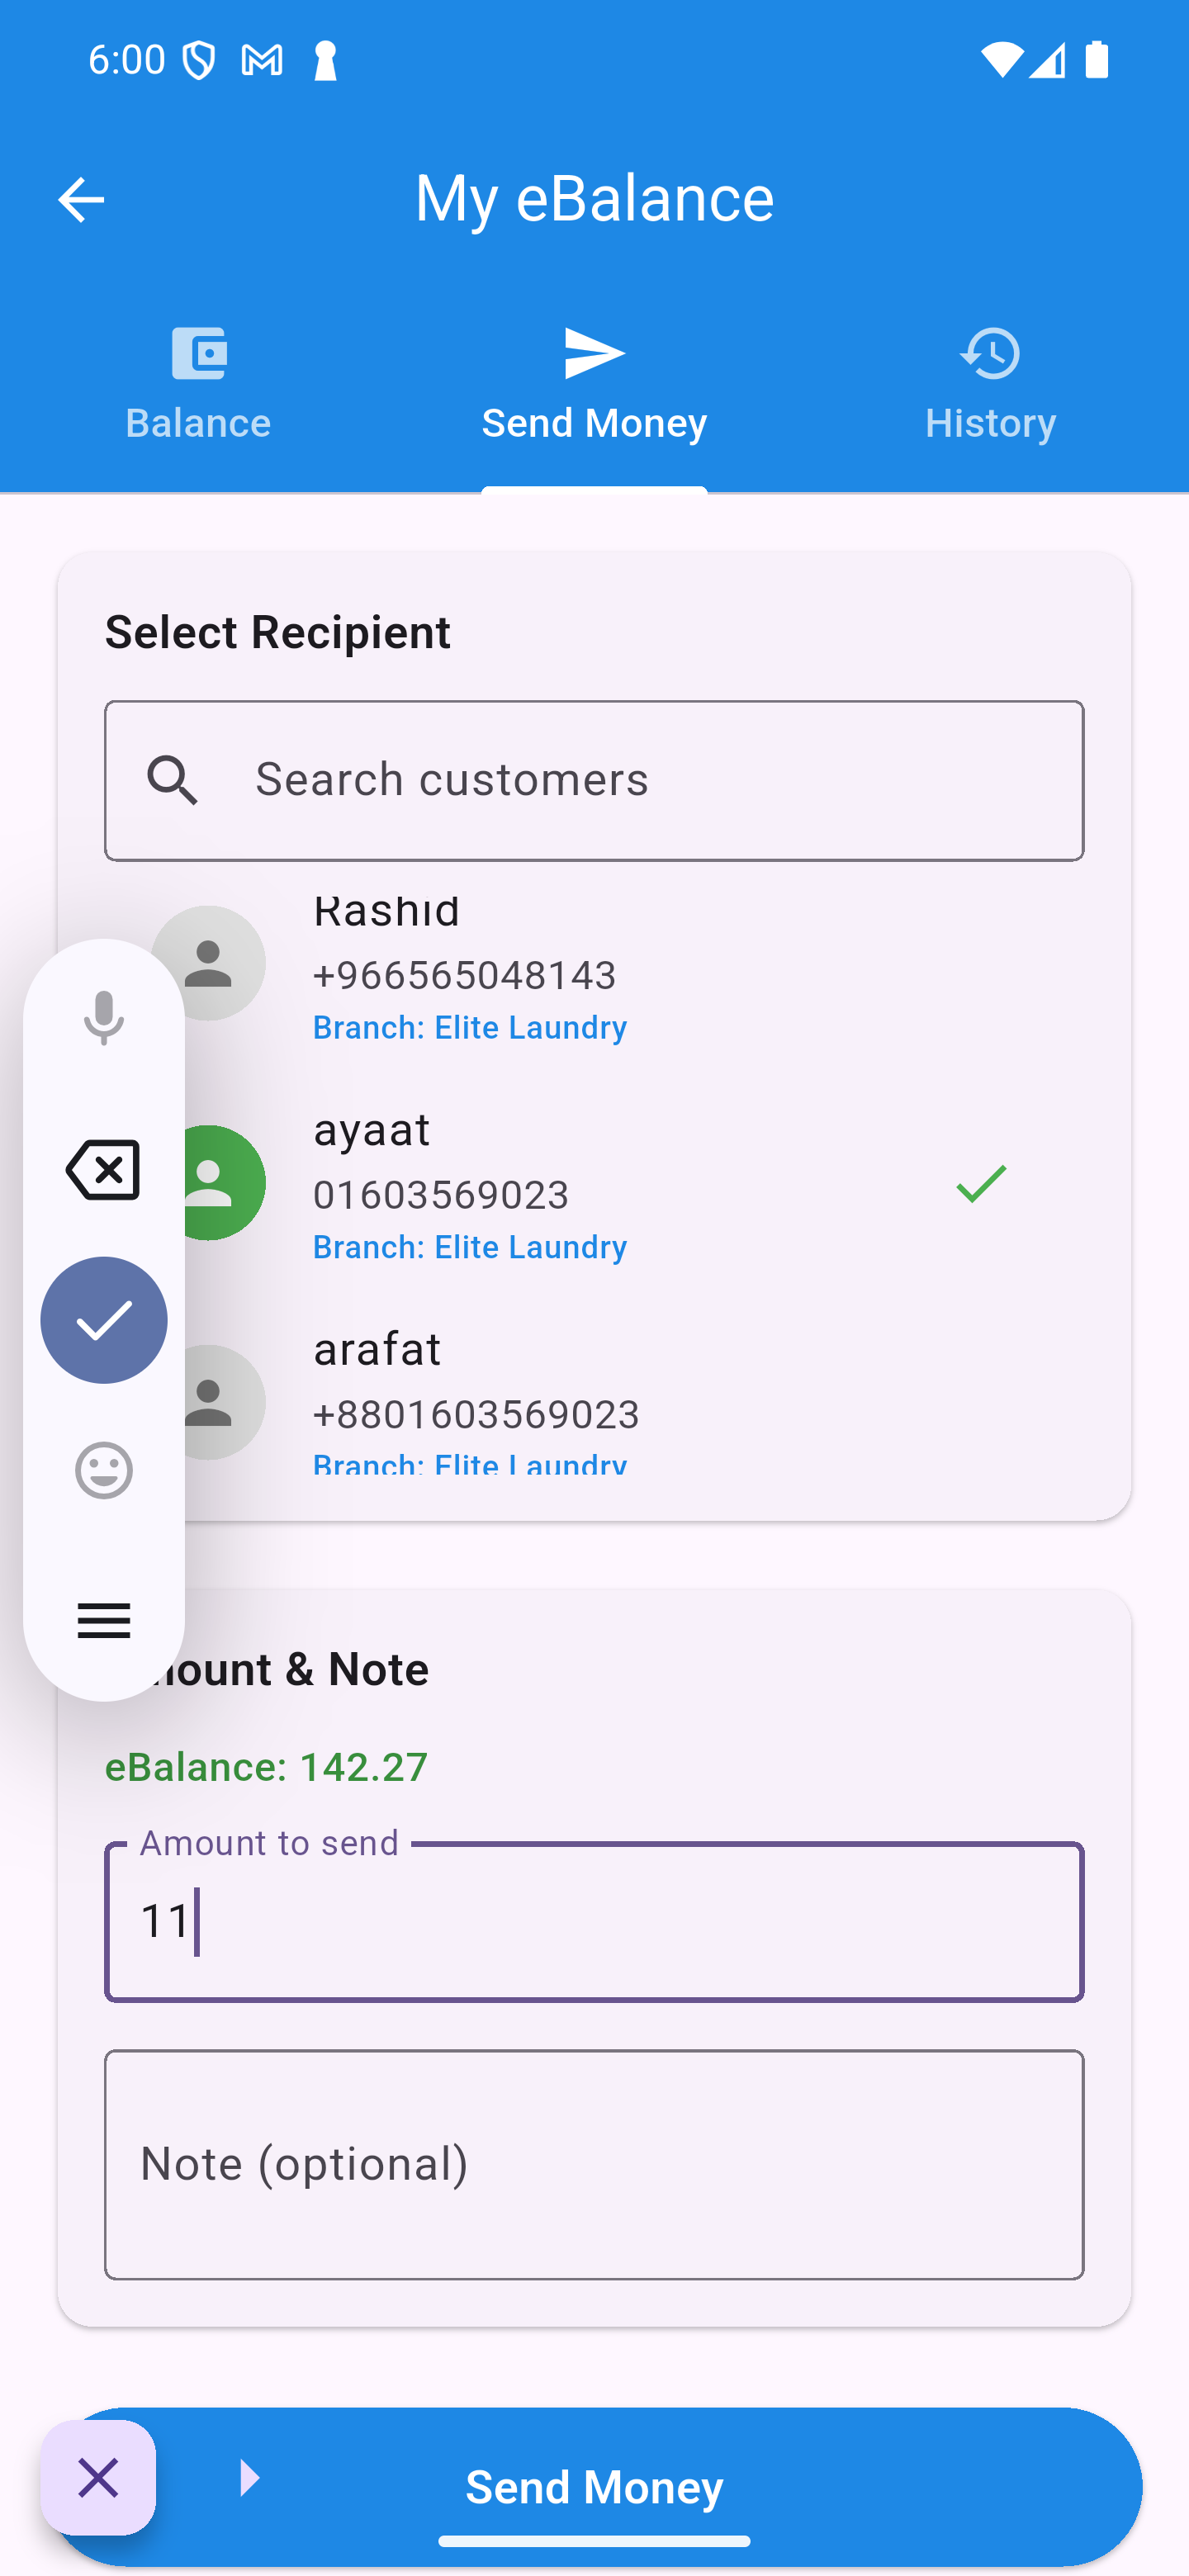 6:00
My eBalance
Balance
Send Money
History
Select Recipient
Search customers
Rashid
+966565048143
Branch: Elite Laundry
ayaat
01603569023
Branch: Elite Laundry
arafat
+8801603569023
Branch: Elite Laundry
ount & Note
eBalance: 142.27
Amount to send
11
Note (optional)
Send Money